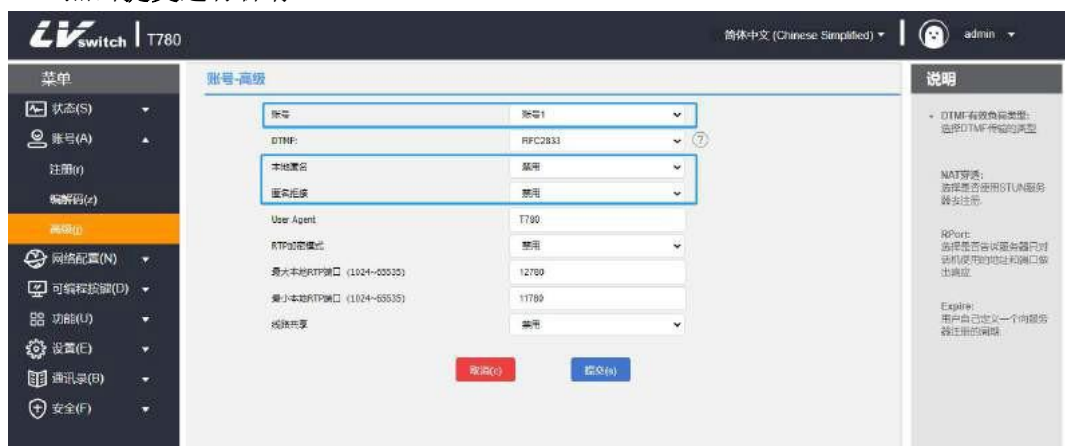 LVswitch | T780
简体中文 (Chinese Simplified)
admin
菜单
状态(S)
账号(A)
注册(r)
编解码(z)
高级(j)
网络配置(N)
可编程按键(D)
功能(U)
设置(E)
通讯录(B)
安全(F)
账号-高级
账号 账号1
DTMF: RFC2833
本地匿名 禁用
匿名拒接 禁用
User Agent T780
RTP加密模式 禁用
最大本地RTP端口 (1024~65535) 12780
最小本地RTP端口 (1024~65535) 11780
线路共享 禁用
取消(c) 提交(s)
说明
DTMF有效负荷类型:
选择DTMF传输的类型
NAT穿透:
选择是否使用STUN服务
器去注册.
RPort:
选择是否告诉服务器只对
话机使用的地址和端口做
出响应
Expire:
用户自己定义一个向服务
器注册的周期